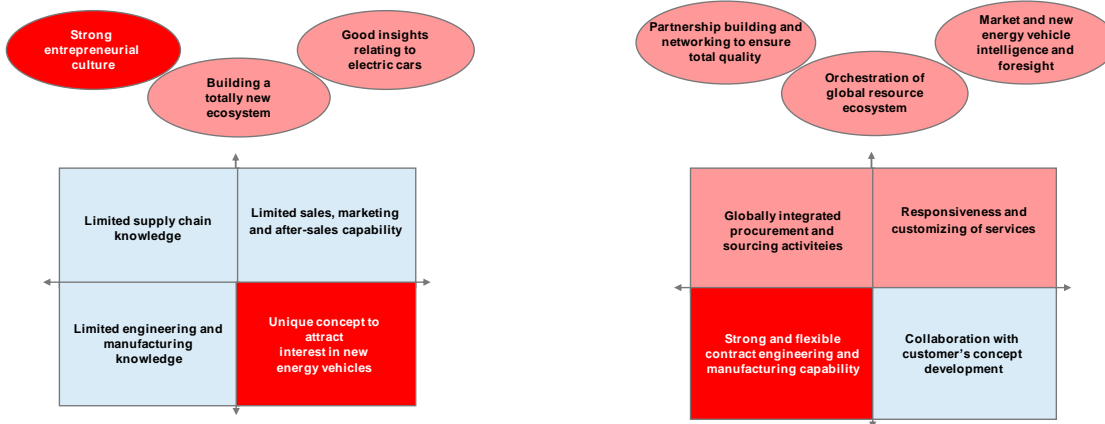 Strong
entrepreneurial
culture
Good insights
relating to
electric cars
Building a
totally new
ecosystem
Limited supply chain
knowledge
Limited sales, marketing
and after-sales capability
Limited engineering and
manufacturing
knowledge
Unique concept to
attract
interest in new
energy vehicles
Partnership building and
networking to ensure
total quality
Market and new
energy vehicle
intelligence and
foresight
Orchestration of
global resource
ecosystem
Globally integrated
procurement and
sourcing activiteies
Responsiveness and
customizing of services
Strong and flexible
contract engineering and
manufacturing capability
Collaboration with
customer's concept
development